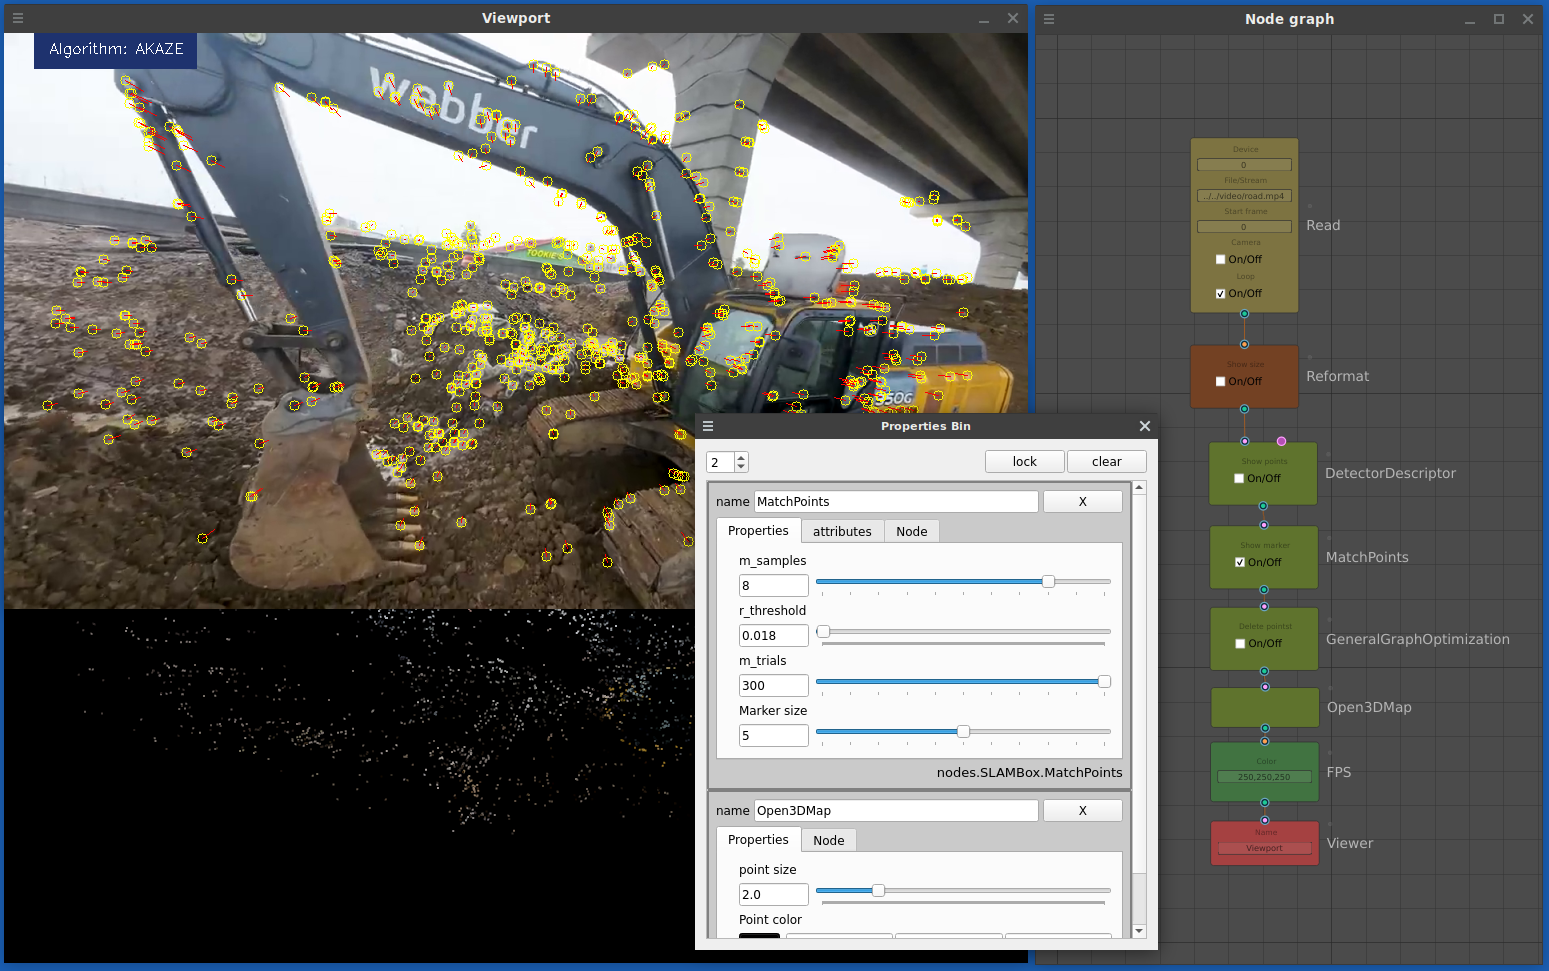 Viewport
Algorithm: AKAZE
webber
TOOKIE S
350G
Node graph
Device
0
File/Stream
../../video/road.mp4
Start frame
0
Camera
On/Off
Loop
On/Off
Read
Show size
On/Off
Reformat
Show points
On/Off
DetectorDescriptor
Show marker
On/Off
MatchPoints
Delete points!
On/Off
GeneralGraphOptimization
Open3DMap
Color
250,250,250
FPS
Name
Viewport
Viewer
Properties Bin
2
lock
clear
name MatchPoints X
Properties attributes Node
m_samples
8
r_threshold
0.018
m_trials
300
Marker size
5
nodes.SLAMBox.MatchPoints
name Open3DMap X
Properties Node
point size
2.0
Point color